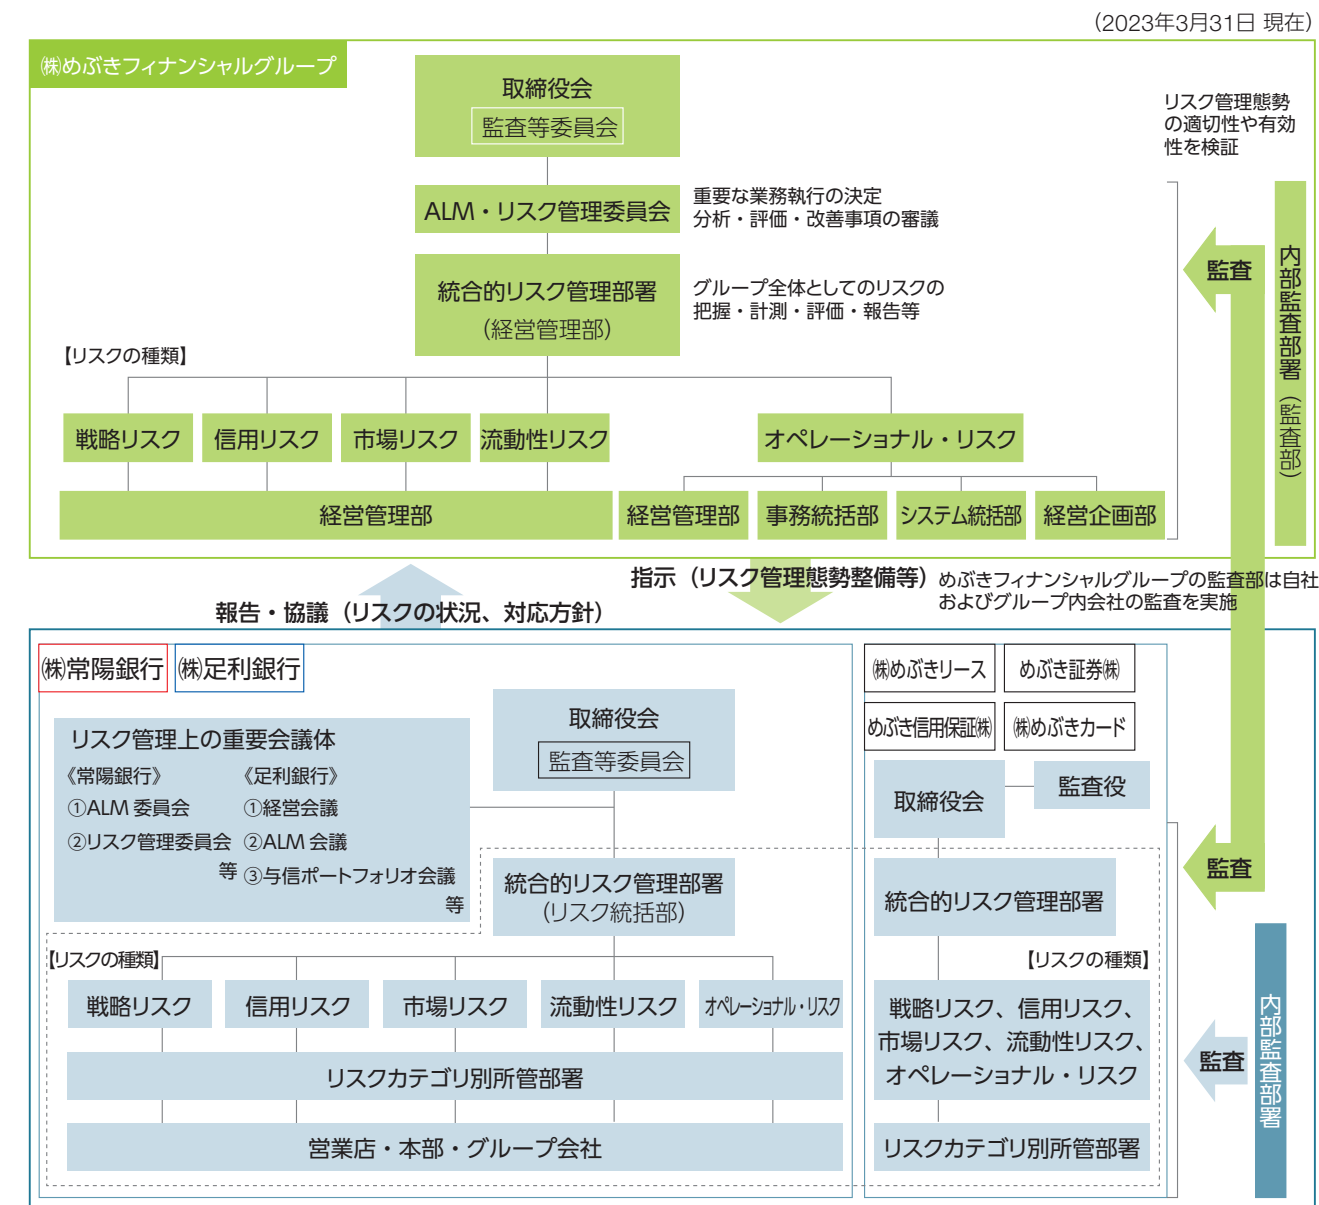 （2023年3月31日 現在）
㈱めぶきフィナンシャルグループ
取締役会
監査等委員会
リスク管理態勢
の適切性や有効
性を検証
ALM・リスク管理委員会
重要な業務執行の決定
分析・評価・改善事項の審議
統合的リスク管理部署
（経営管理部）
グループ全体としてのリスクの
把握・計測・評価・報告等
監査
内部監査部署（監査部）
【リスクの種類】
戦略リスク
信用リスク
市場リスク
流動性リスク
オペレーショナル・リスク
経営管理部
経営管理部
事務統括部
システム統括部
経営企画部
指示（リスク管理態勢整備等）
めぶきフィナンシャルグループの監査部は自社
およびグループ内会社の監査を実施
報告・協議（リスクの状況、対応方針）
㈱常陽銀行
㈱足利銀行
リスク管理上の重要会議体
《常陽銀行》
①ALM 委員会
②リスク管理委員会
等
《足利銀行》
①経営会議
②ALM 会議
③与信ポートフォリオ会議
等
取締役会
監査等委員会
統合的リスク管理部署
（リスク統括部）
【リスクの種類】
戦略リスク
信用リスク
市場リスク
流動性リスク
オペレーショナル・リスク
リスクカテゴリ別所管部署
営業店・本部・グループ会社
㈱めぶきリース
めぶき証券㈱
めぶき信用保証㈱
㈱めぶきカード
取締役会
監査役
統合的リスク管理部署
【リスクの種類】
戦略リスク、信用リスク、
市場リスク、流動性リスク、
オペレーショナル・リスク
リスクカテゴリ別所管部署
監査
監査
内部監査部署